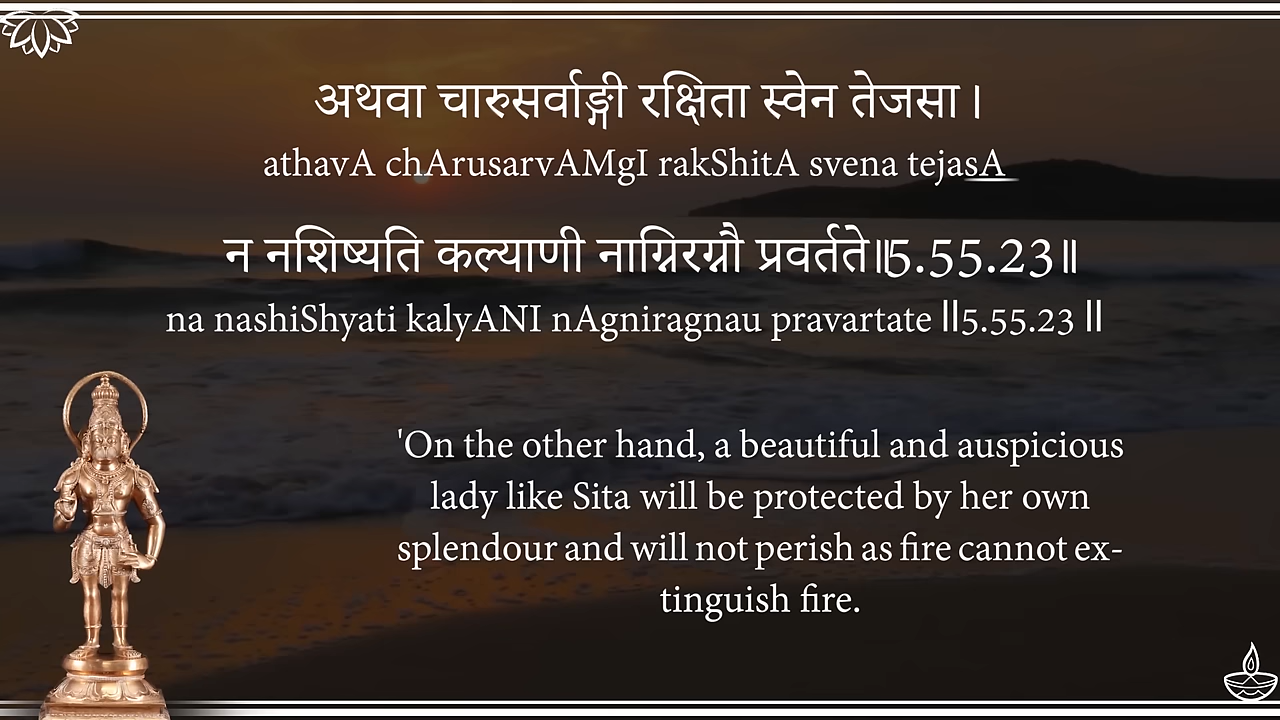 अथवा चारुसर्वाङ्गी रक्षिता स्वेन तेजसा ।
athavA chArusarvAMgI rakShitA svena tejasA
न नशिष्यति कल्याणी नाग्निरग्नौ प्रवर्तते॥5.55.23॥
na nashiShyati kalyANI nAgniragnau pravartate ॥5.55.23 ॥
'On the other hand, a beautiful and auspicious
lady like Sita will be protected by her own
splendour and will not perish as fire cannot ex-
tinguish fire.